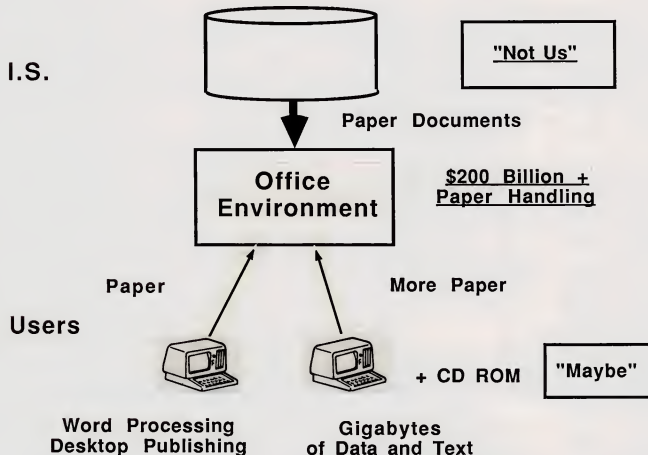 "Not Us"
I.S.
Paper Documents
Office
Environment
$200 Billion +
Paper Handling
Paper
More Paper
Users
+ CD ROM
"Maybe"
Word Processing
Desktop Publishing
Gigabytes
of Data and Text